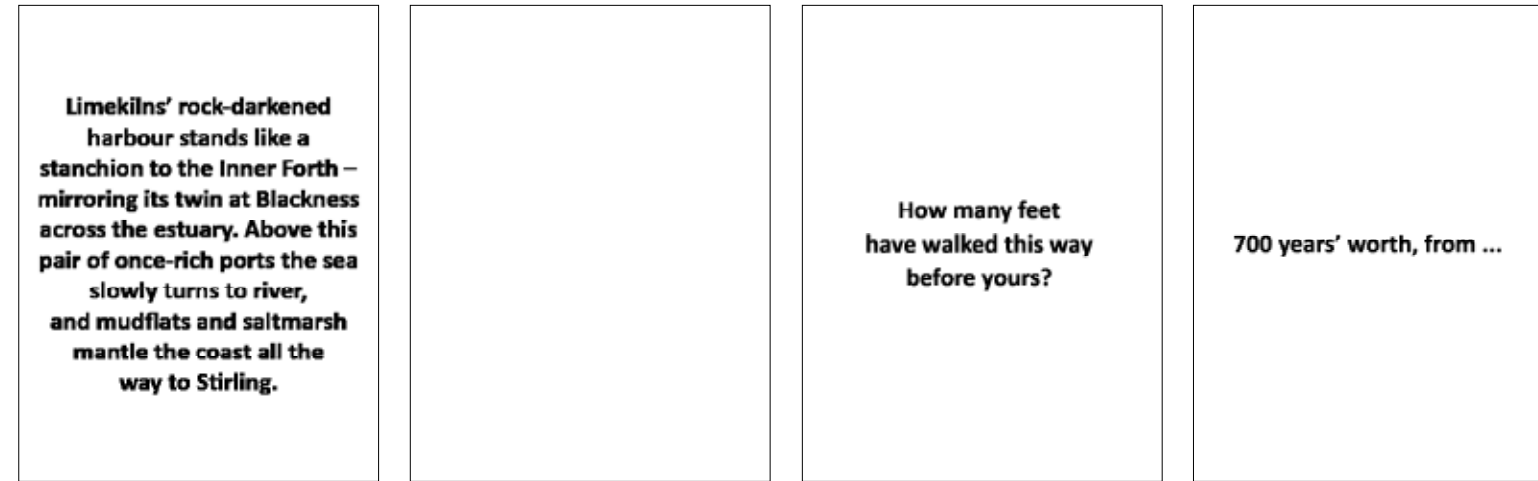 Limekilns’ rock-darkened
harbour stands like a
stanchion to the Inner Forth –
mirroring its twin at Blackness
across the estuary. Above this
pair of once-rich ports the sea
slowly turns to river,
and mudflats and saltmarsh
mantle the coast all the
way to Stirling.
How many feet
have walked this way
before yours?
700 years’ worth, from ...